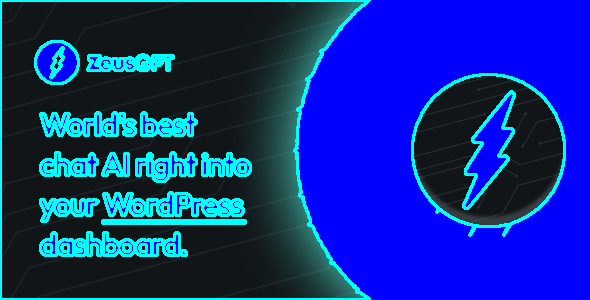 ZeusGPT
World's best
chat AI right into
your WordPress
dashboard.